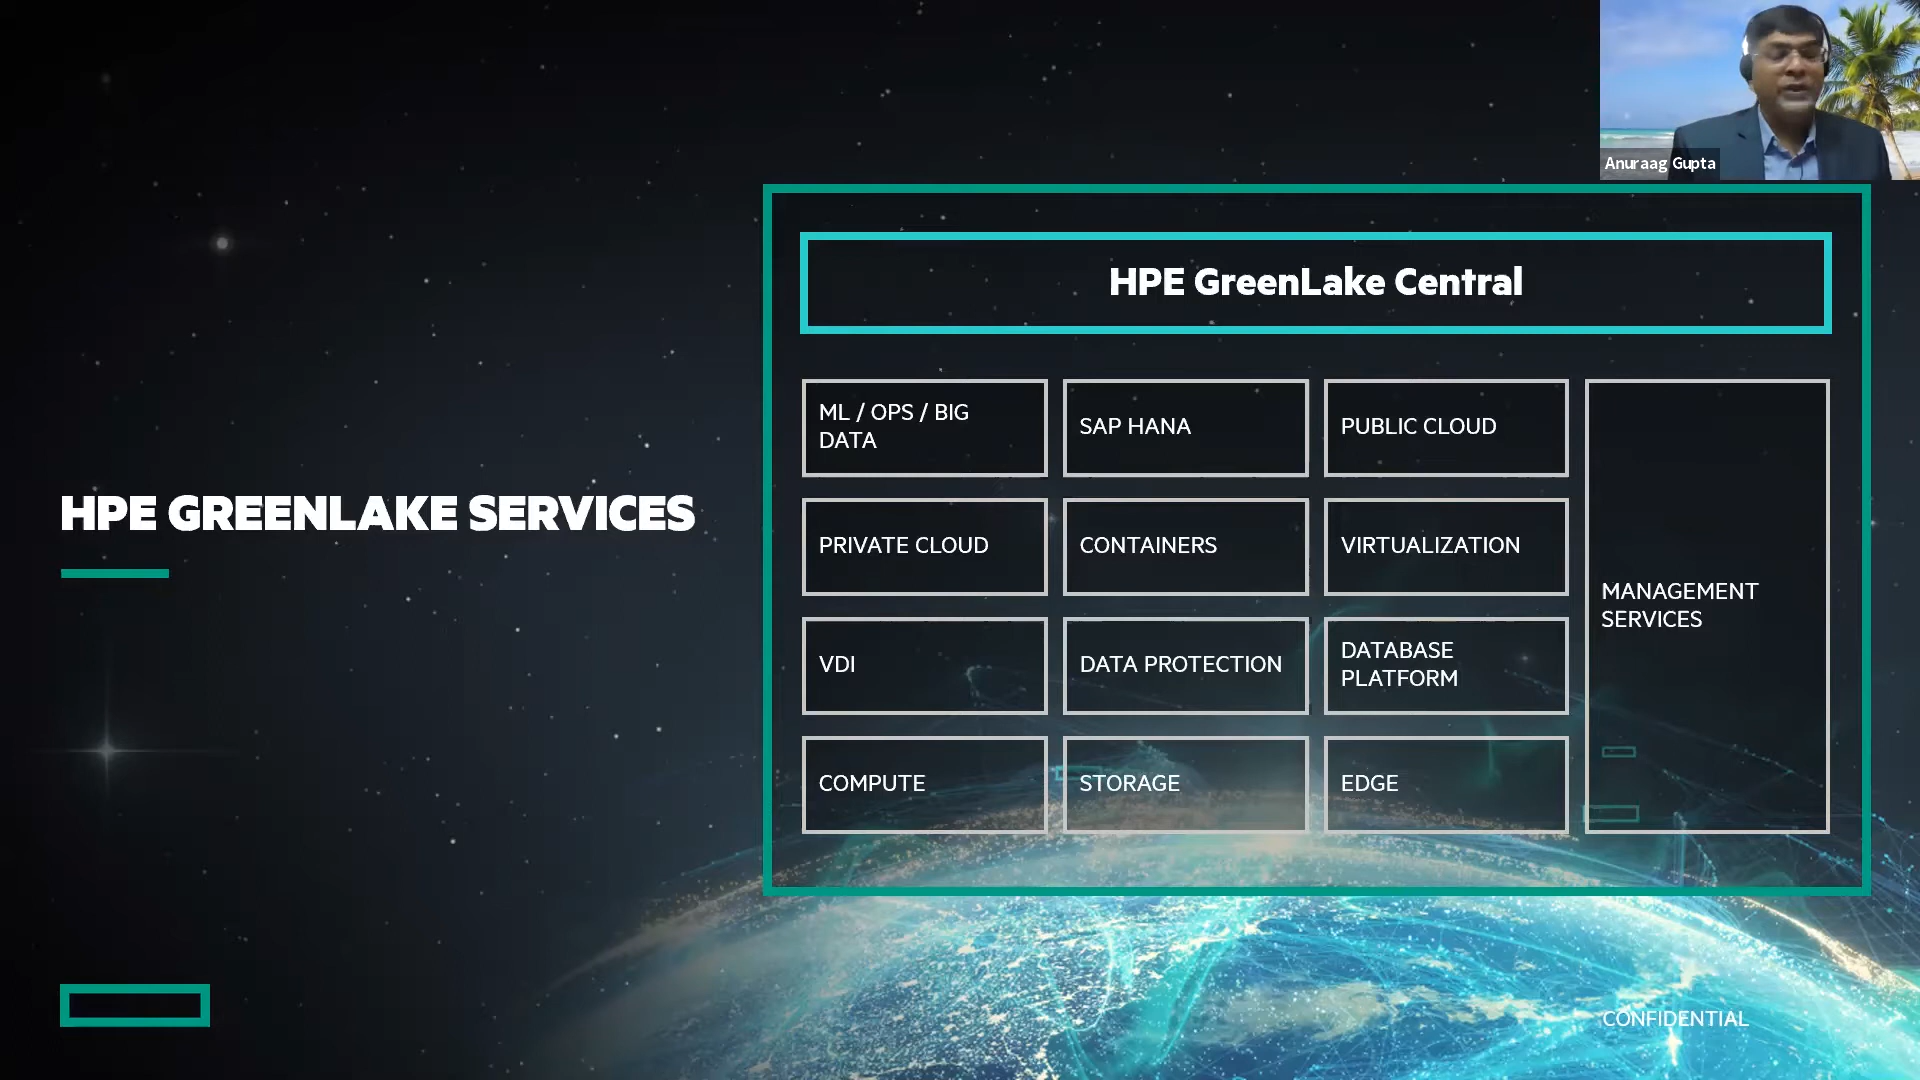 Anuraag Gupta
HPE GreenLake Central
ML / OPS / BIG
DATA
SAP HANA
PUBLIC CLOUD
HPE GREENLAKE SERVICES
PRIVATE CLOUD
CONTAINERS
VIRTUALIZATION
MANAGEMENT
SERVICES
VDI
DATA PROTECTION
DATABASE
PLATFORM
COMPUTE
STORAGE
EDGE
CONFIDENTIAL